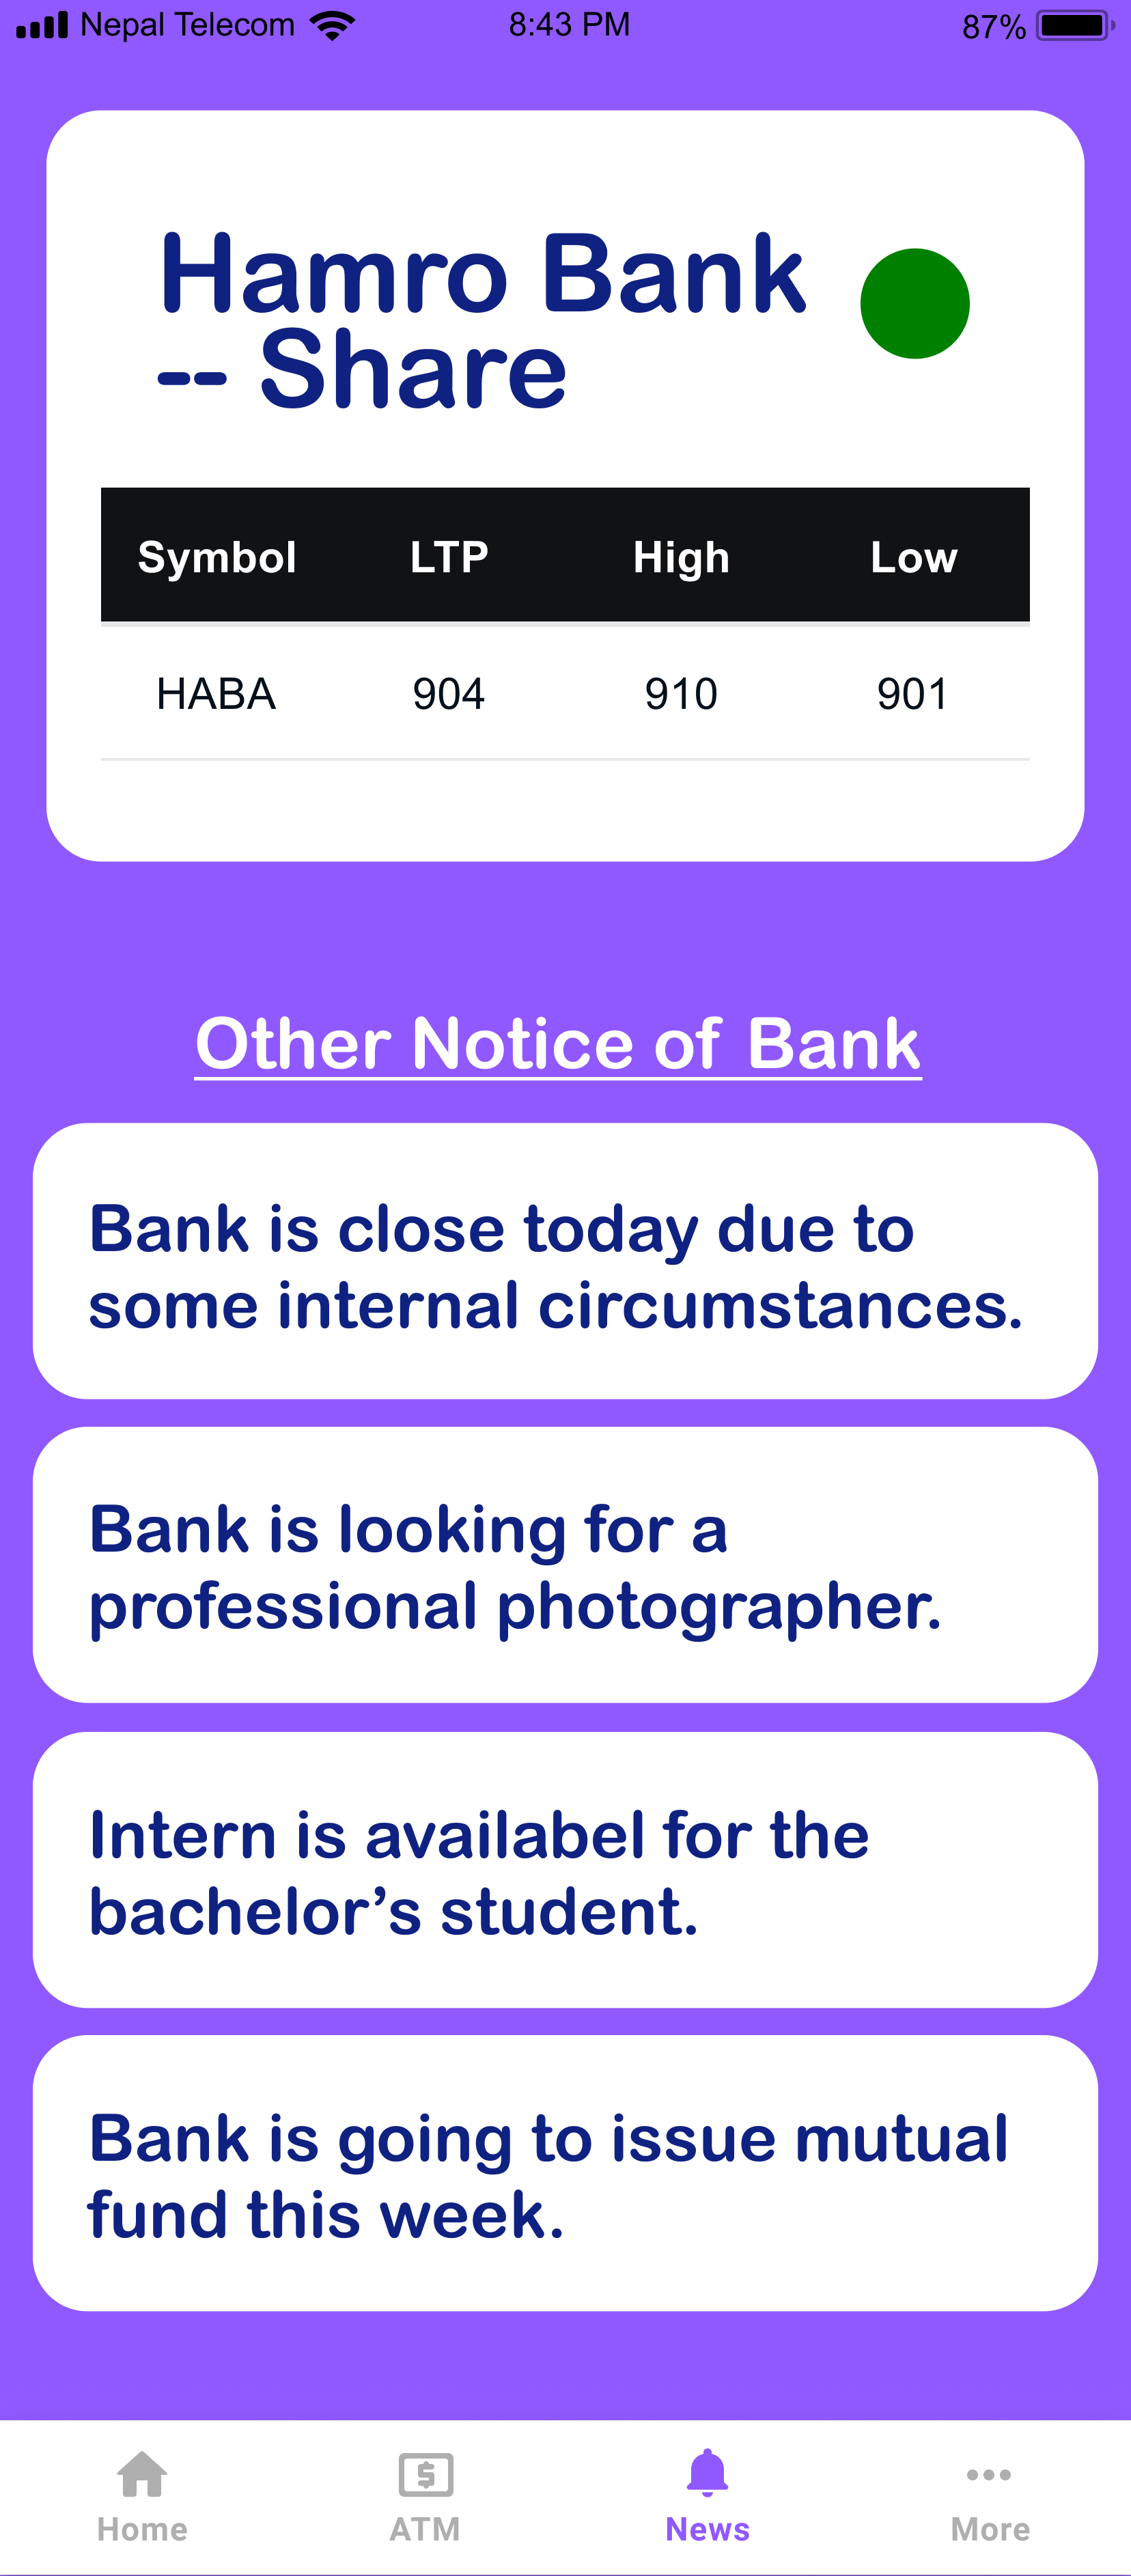 Nepal Telecom 8:43 PM 87%
Hamro Bank
-- Share
Symbol LTP High Low
HABA 904 910 901
Other Notice of Bank
Bank is close today due to
some internal circumstances.
Bank is looking for a
professional photographer.
Intern is availabel for the
bachelor’s student.
Bank is going to issue mutual
fund this week.
Home ATM News More